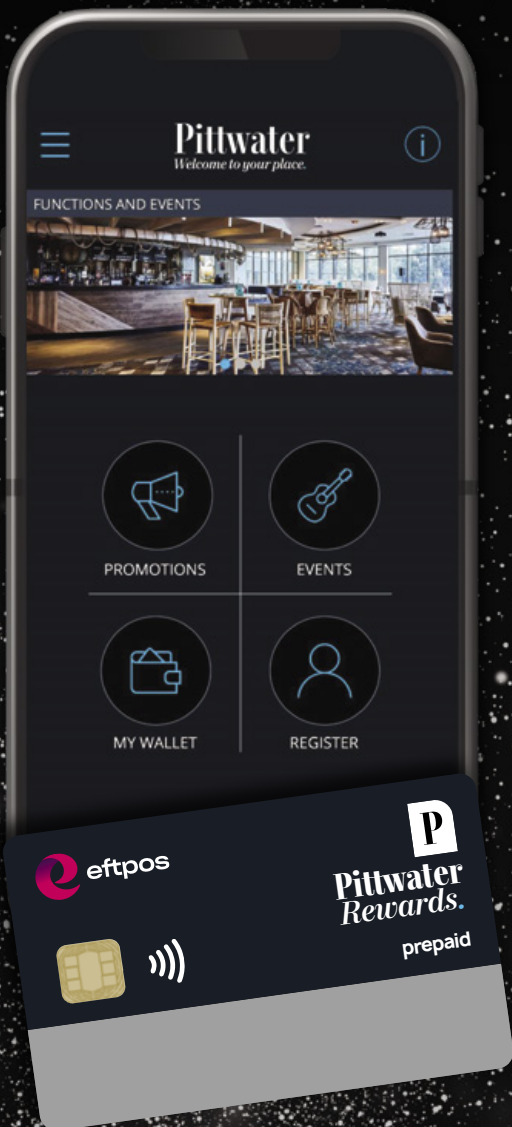 Pittwater
Welcome to your place.
i
FUNCTIONS AND EVENTS
PROMOTIONS
EVENTS
MY WALLET
REGISTER
eftpos
P
Pittwater
Rewards.
prepaid